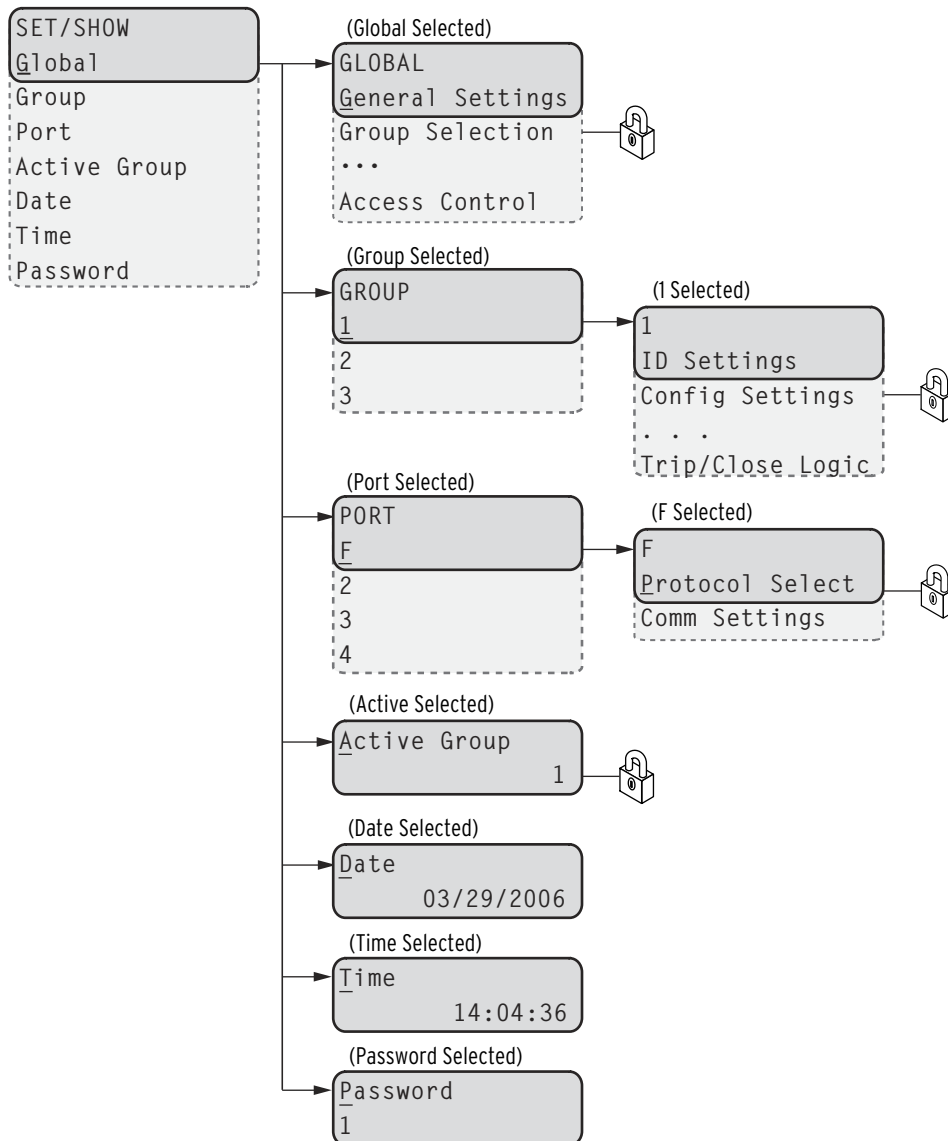 SET/SHOW
Global
Group
Port
Active Group
Date
Time
Password
(Global Selected)
GLOBAL
General Settings
Group Selection
...
Access Control
(Group Selected)
GROUP
1
2
3
(1 Selected)
1
ID Settings
Config Settings
. . .
Trip/Close Logic
(Port Selected)
PORT
F
2
3
4
(F Selected)
F
Protocol Select
Comm Settings
(Active Selected)
Active Group
1
(Date Selected)
Date
03/29/2006
(Time Selected)
Time
14:04:36
(Password Selected)
Password
1